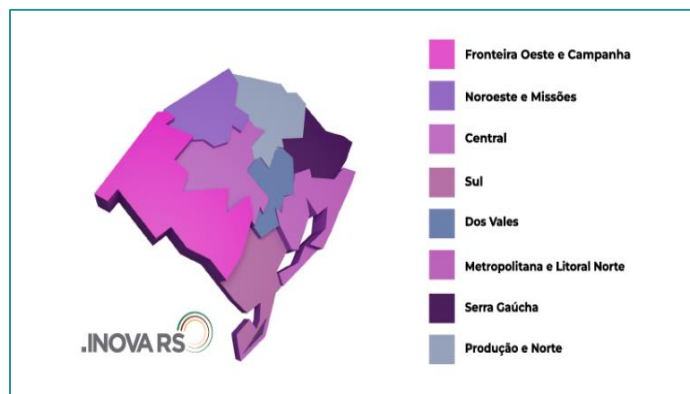 Fronteira Oeste e Campanha
Noroeste e Missões
Central
Sul
Dos Vales
Metropolitana e Litoral Norte
Serra Gaúcha
Produção e Norte
.INOVA RS